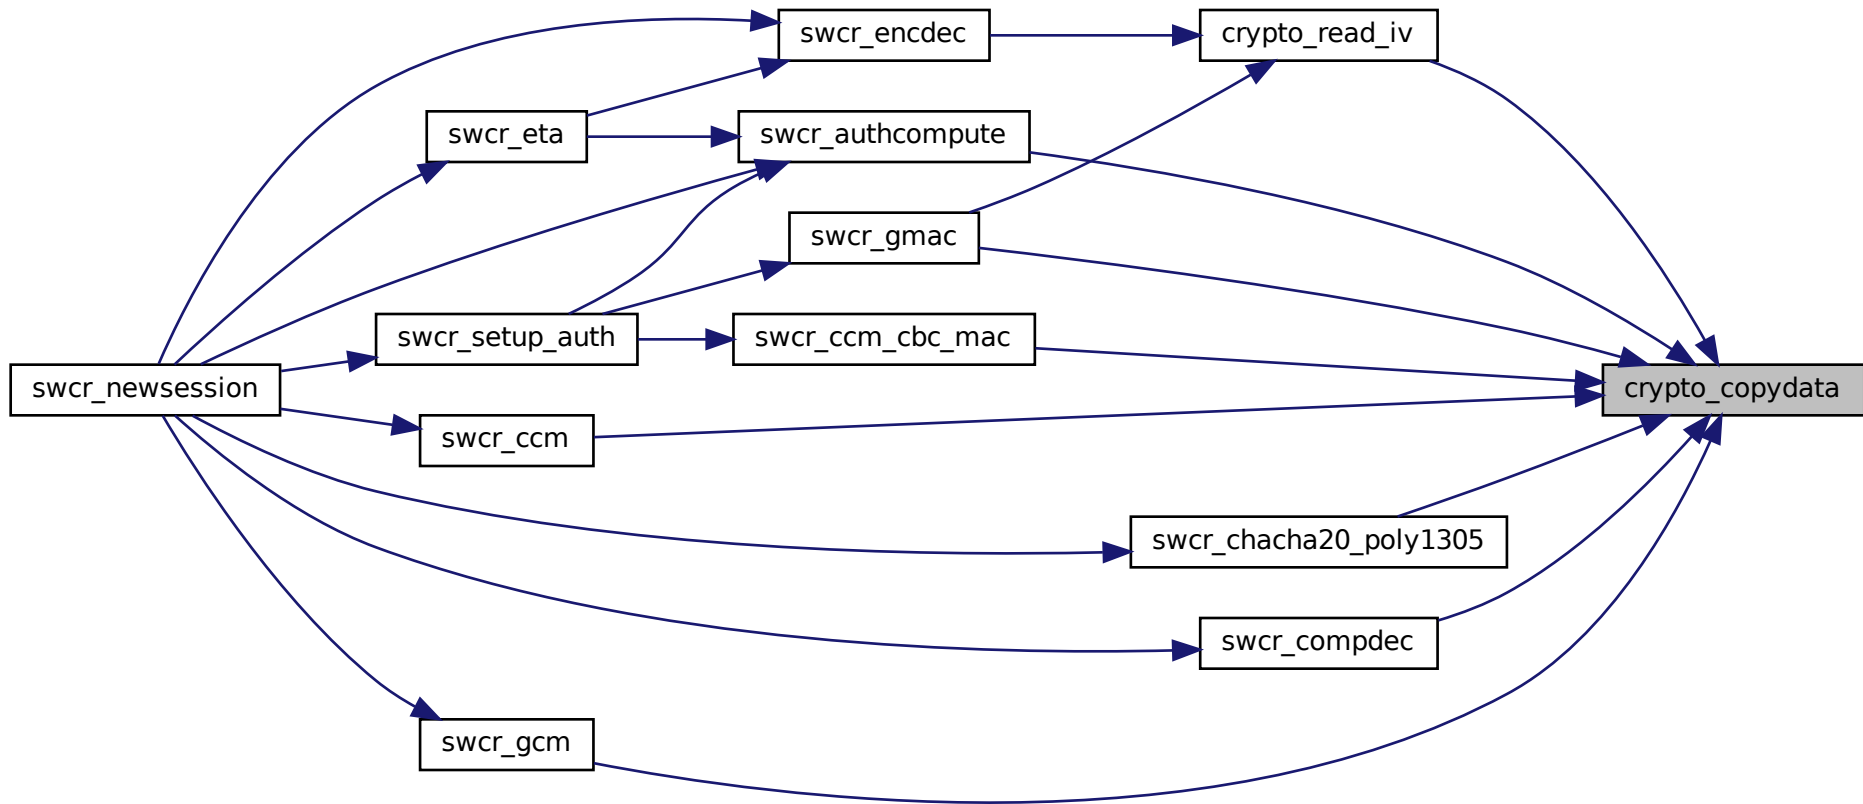 swcr_encdec
crypto_read_iv
swcr_eta
swcr_authcompute
swcr_gmac
swcr_setup_auth
swcr_ccm_cbc_mac
swcr_newsession
crypto_copydata
swcr_ccm
swcr_chacha20_poly1305
swcr_compdec
swcr_gcm